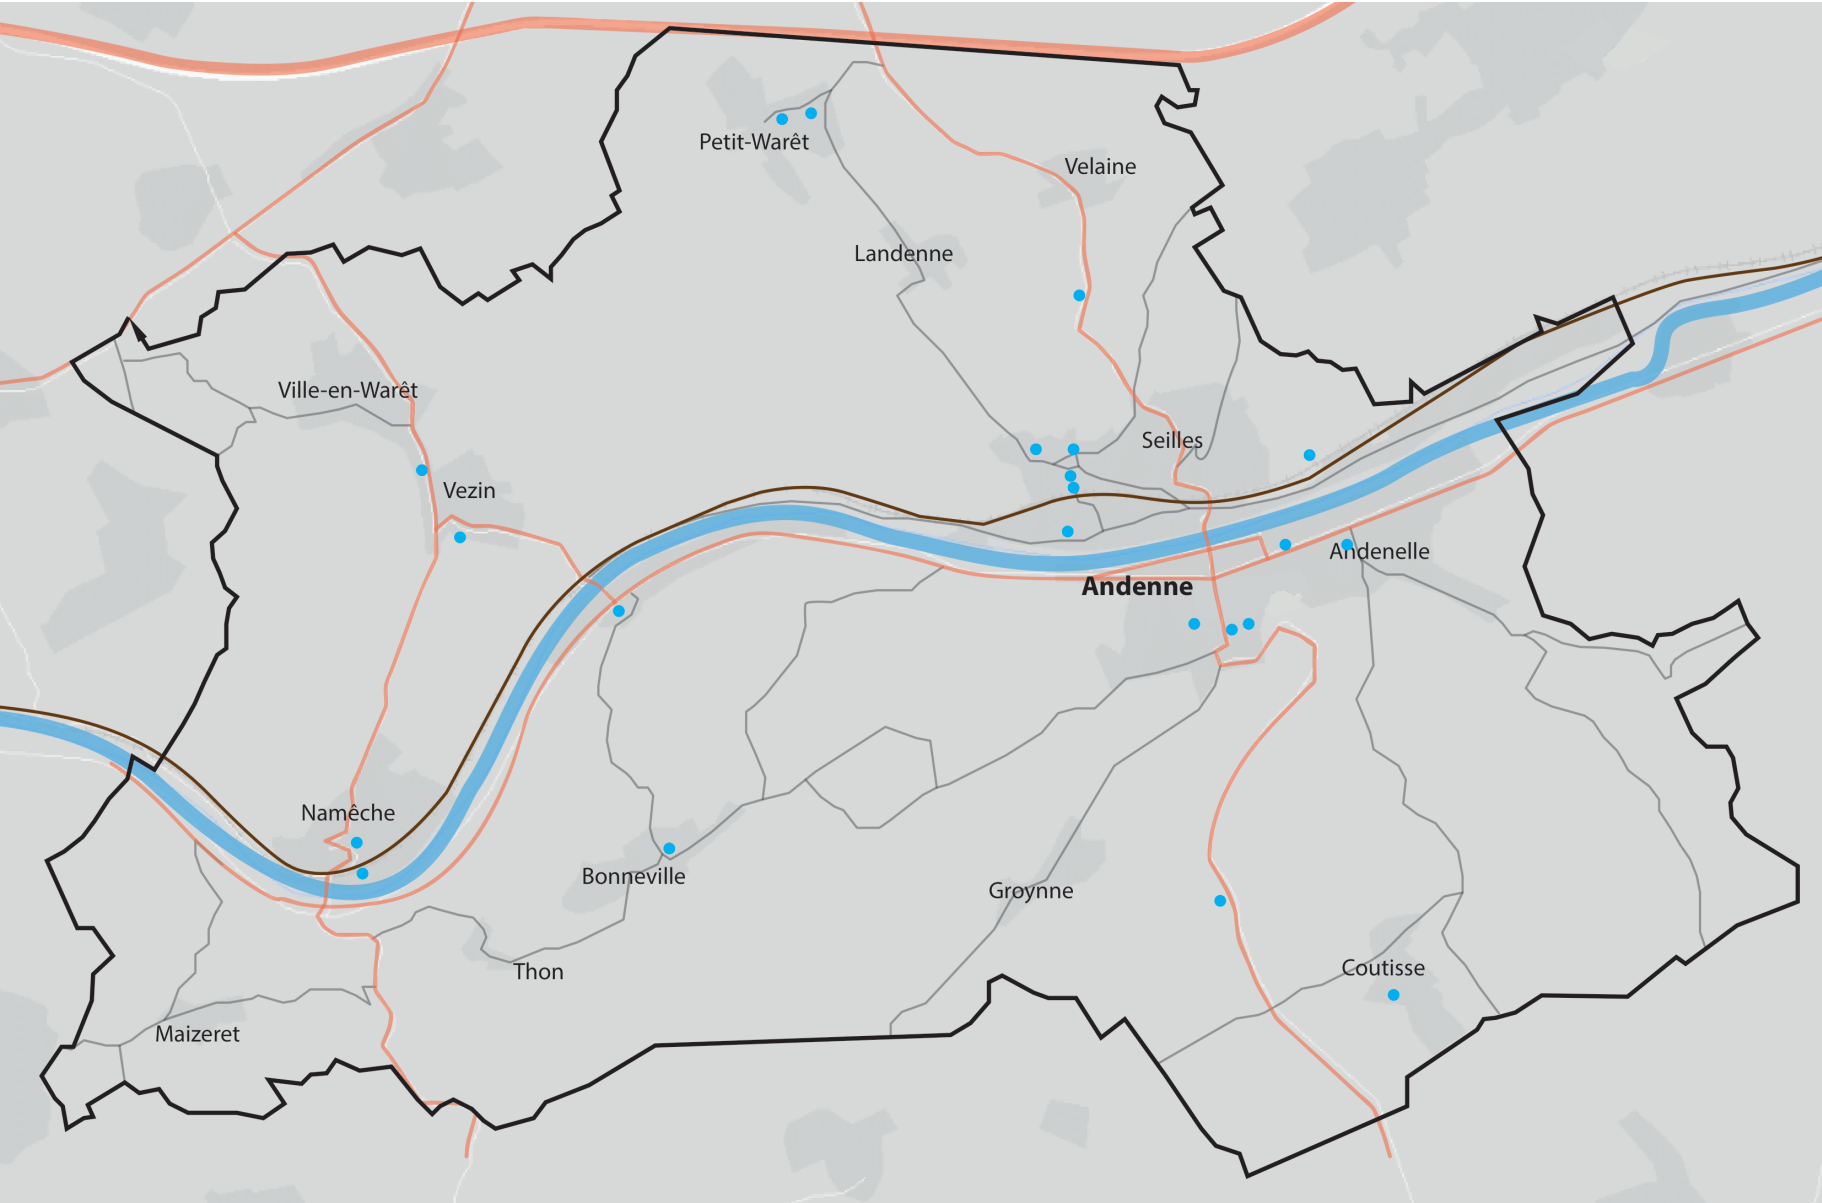 Petit-Warêt
Velaine
Landenne
Ville-en-Warêt
Seilles
Vezin
Andenelle
Andenne
Namêche
Bonneville
Groynne
Coutisse
Thon
Maizeret